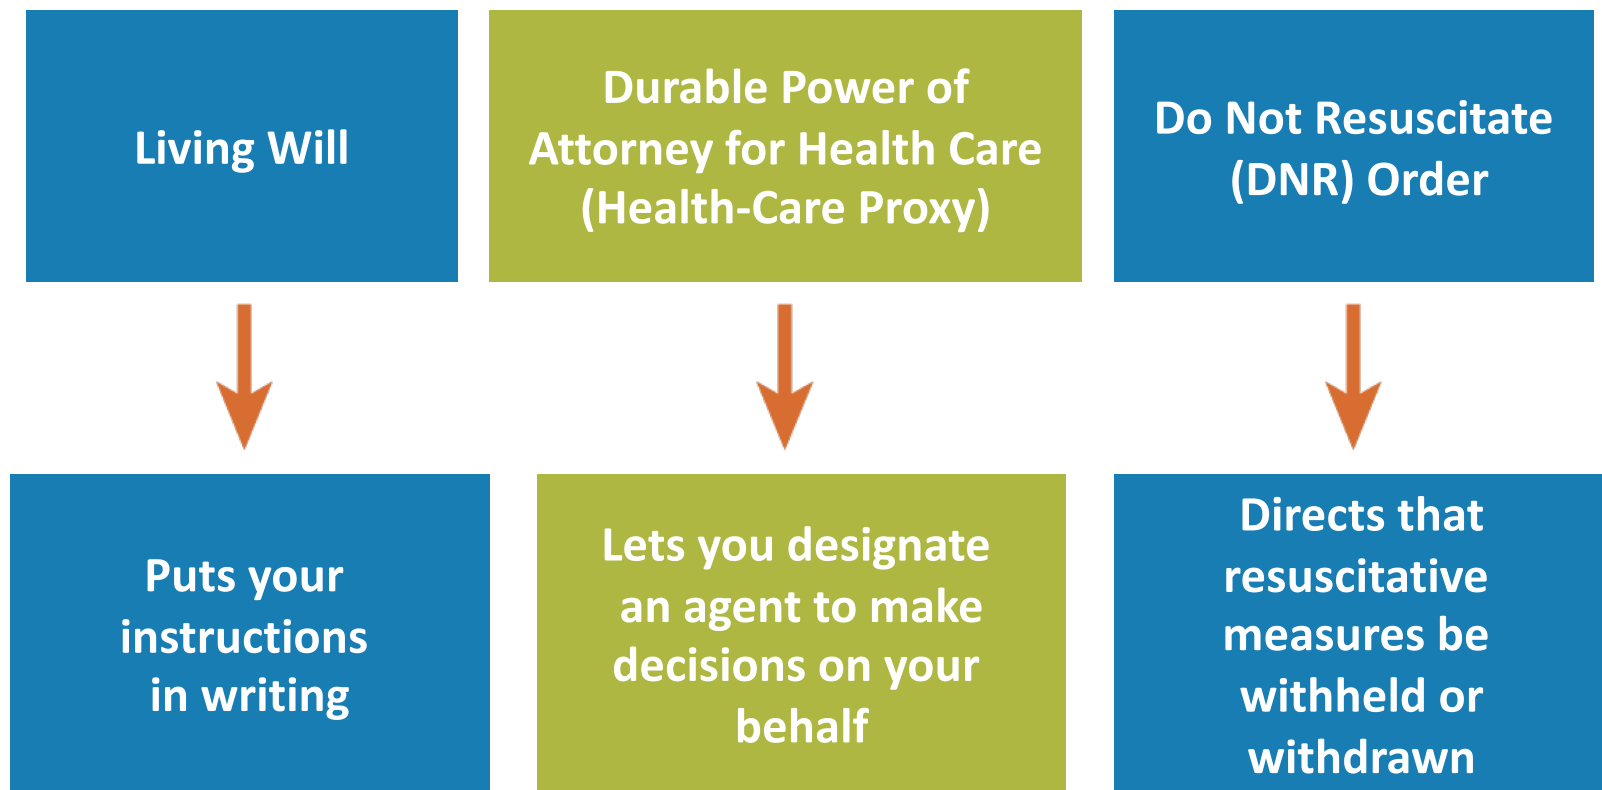 Living Will
Durable Power of
Attorney for Health Care
(Health-Care Proxy)
Do Not Resuscitate
(DNR) Order
Puts your
instructions
in writing
Lets you designate
an agent to make
decisions on your
behalf
Directs that
resuscitative
measures be
withheld or
withdrawn